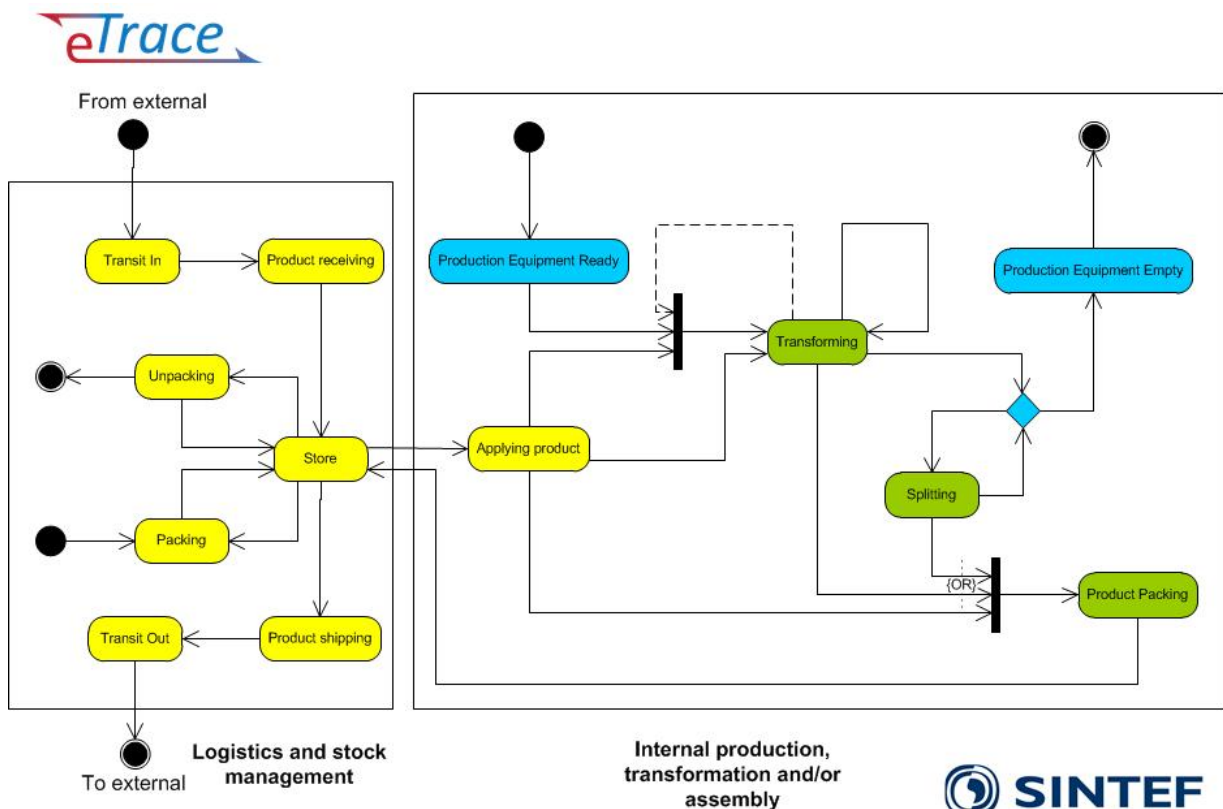 eTrace
From external
Transit In
Product receiving
Production Equipment Ready
Production Equipment Empty
Transforming
Unpacking
Store
Applying product
Splitting
Packing
{OR}
Product Packing
Transit Out
Product shipping
To external
Logistics and stock
management
Internal production,
transformation and/or
assembly
SINTEF